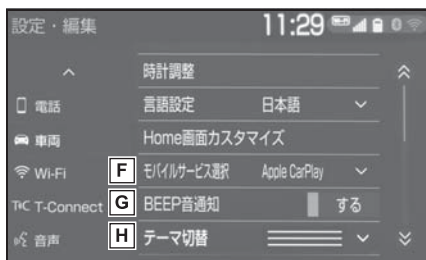 設定・編集 11:29
時計調整
電話 言語設定 日本語
車両 Home画面カスタマイズ
Wi-Fi F モバイルサービス選択 Apple CarPlay
T-Connect G BEEP音通知 する
音声 H テーマ切替